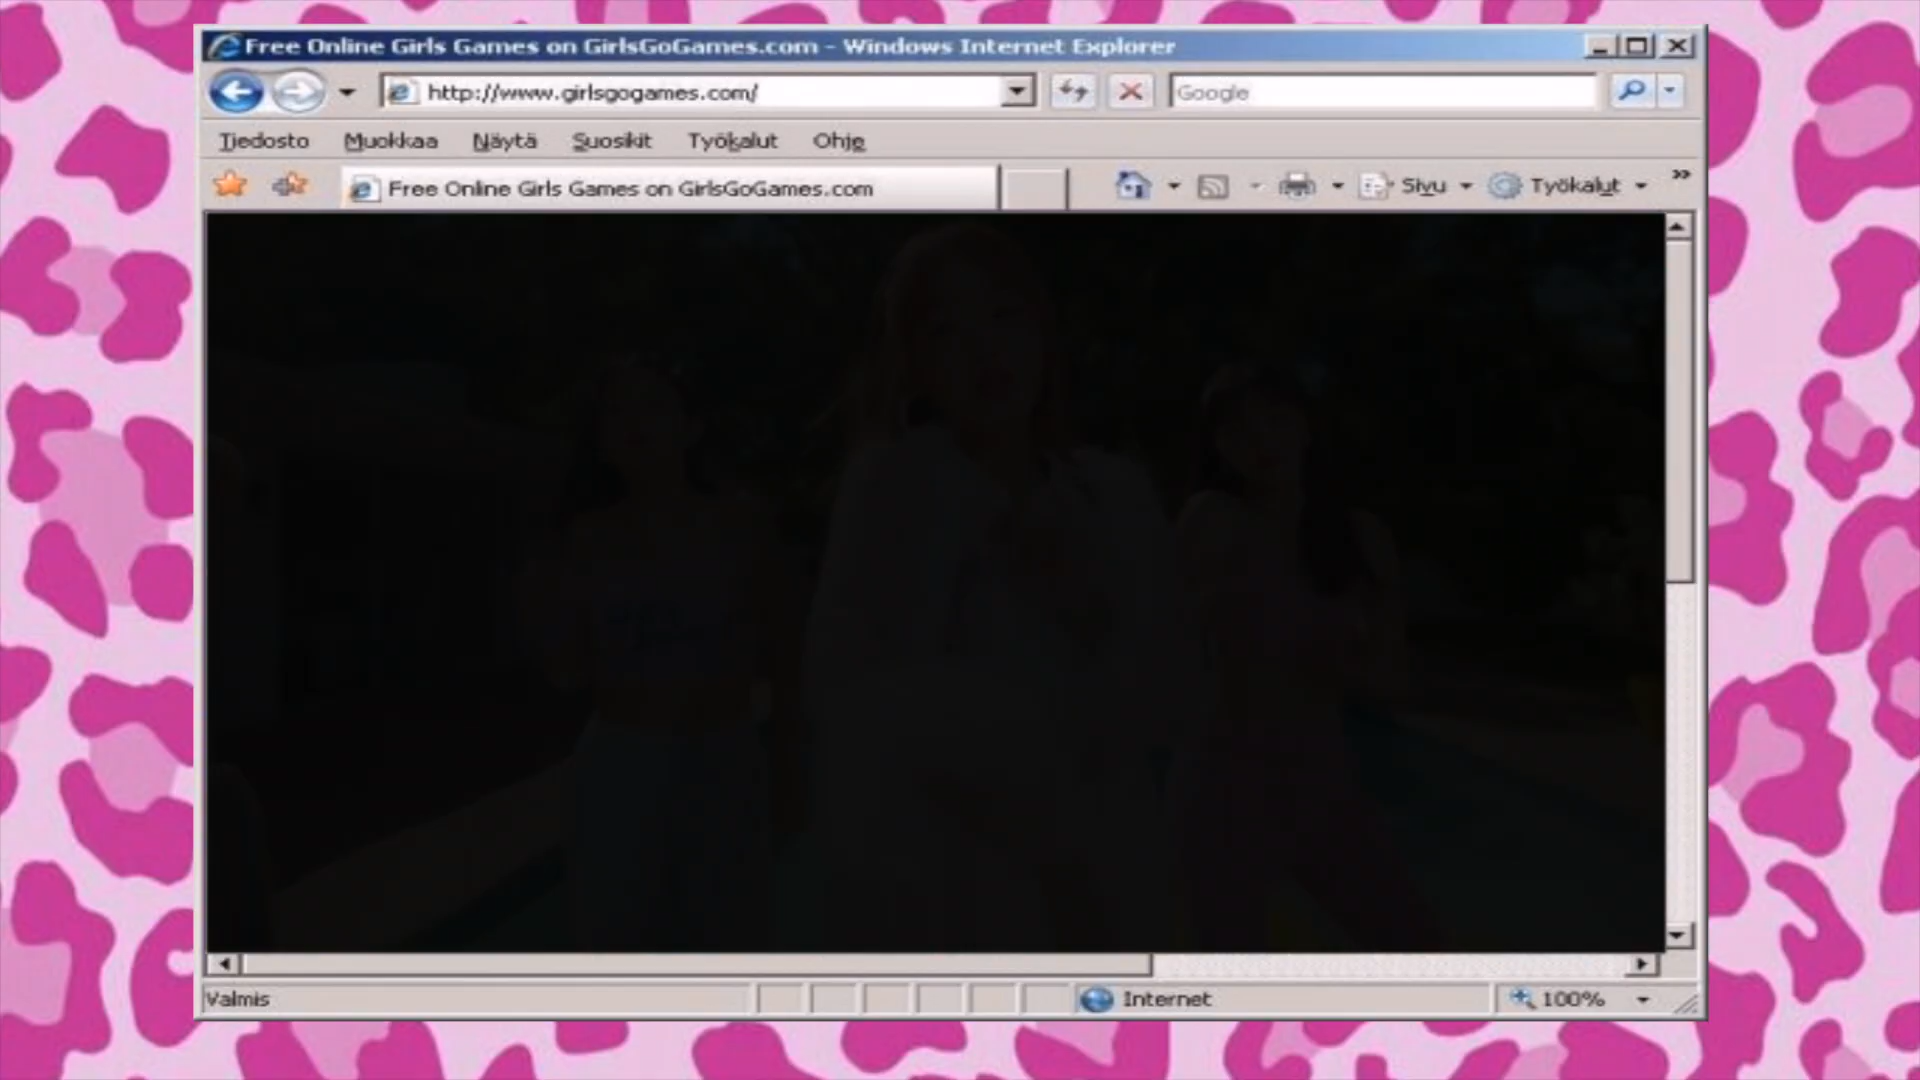 Free Online Girls Games on GirlsGoGames.com - Windows Internet Explorer
http://www.girlsgogames.com/
Google
Tiedosto Muokkaa Näytä Suosikit Työkalut Ohje
Free Online Girls Games on GirlsGoGames.com
Sivu Työkalut »
Valmis
Internet
100%